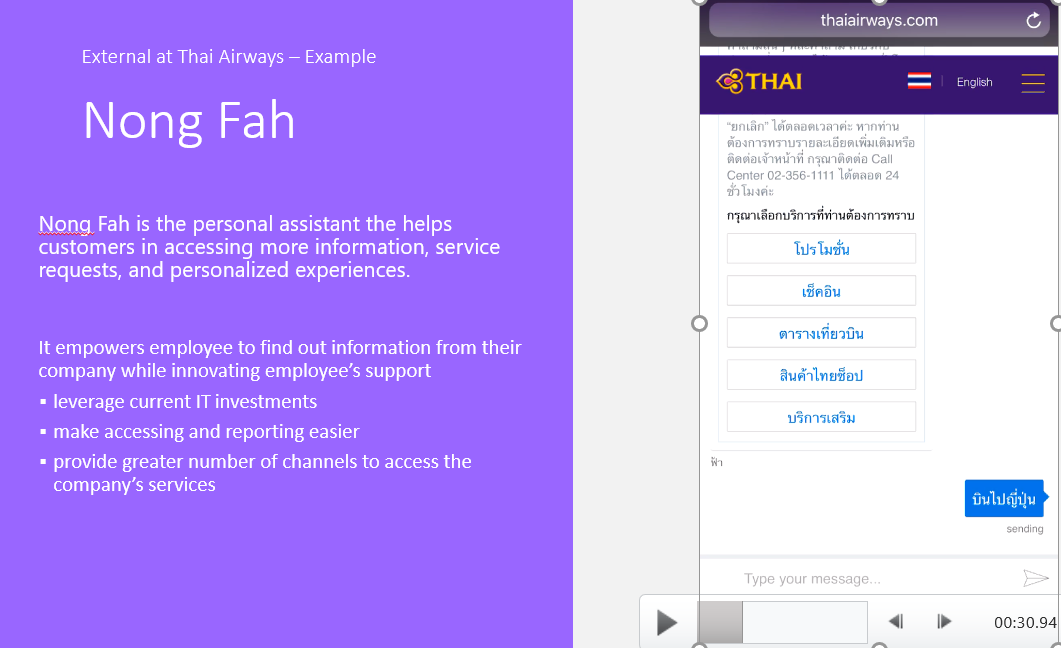 External at Thai Airways – Example
Nong Fah
Nong Fah is the personal assistant the helps
customers in accessing more information, service
requests, and personalized experiences.
It empowers employee to find out information from their
company while innovating employee's support
▪ leverage current IT investments
▪ make accessing and reporting easier
▪ provide greater number of channels to access the
company's services
thaiairways.com
THAI
English
"ยกเลิก" ได้ตลอดเวลาค่ะ หากท่าน
ต้องการทราบรายละเอียดเพิ่มเติมหรือ
ติดต่อเจ้าหน้าที่ กรุณาติดต่อ Call
Center 02-356-1111 ได้ตลอด 24
ชั่วโมงค่ะ
กรุณาเลือกบริการที่ท่านต้องการทราบ
โปรโมชั่น
เช็คอิน
ตารางเที่ยวบิน
สินค้าไทยช็อป
บริการเสริม
ฟ้า
บินไปญี่ปุ่น
sending
Type your message...
00:30.94